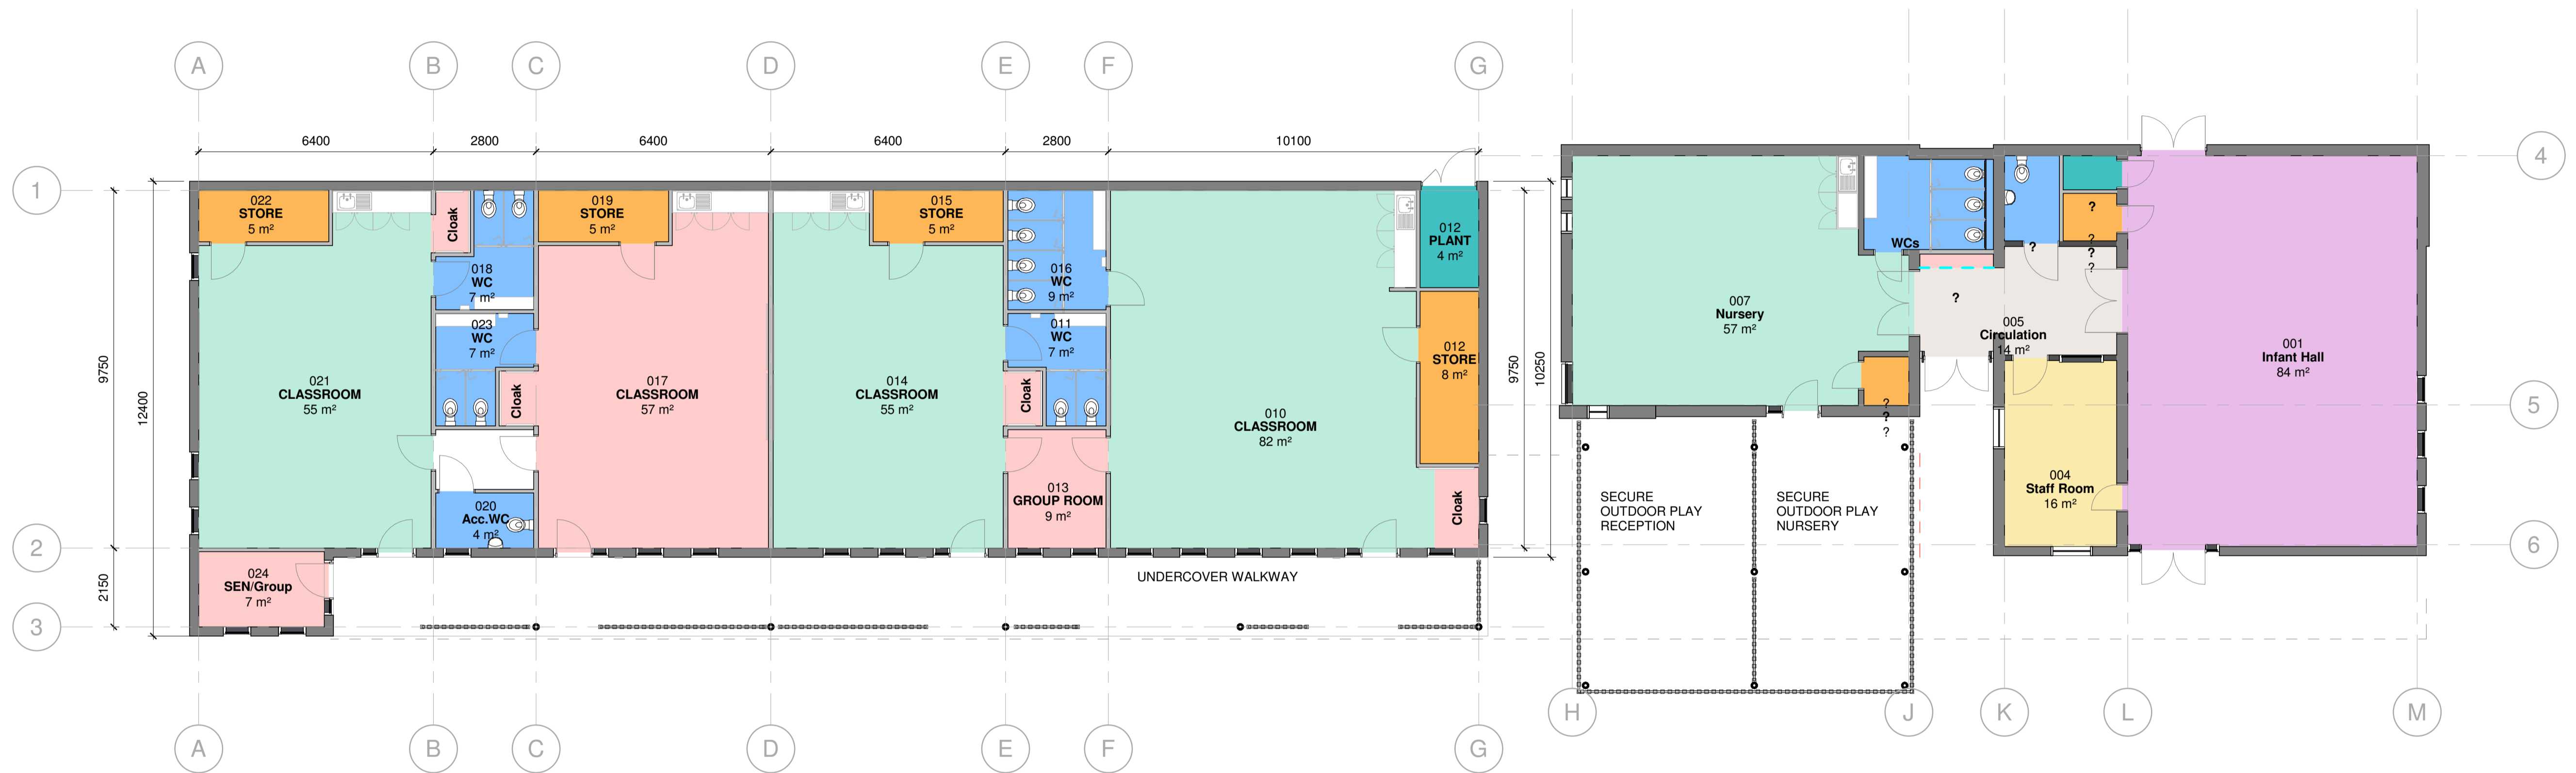 A
B
C
D
E
F
G
6400
2800
6400
6400
2800
10100
1
2
3
4
5
6
9750
12400
2150
9750
10250
022
STORE
5 m²
Cloak
018
WC
7 m²
019
STORE
5 m²
015
STORE
5 m²
016
WC
9 m²
012
PLANT
4 m²
023
WC
7 m²
011
WC
7 m²
012
STORE
8 m²
021
CLASSROOM
55 m²
Cloak
017
CLASSROOM
57 m²
014
CLASSROOM
55 m²
Cloak
010
CLASSROOM
82 m²
020
Acc.WC
4 m²
013
GROUP ROOM
9 m²
Cloak
024
SEN/Group
7 m²
UNDERCOVER WALKWAY
WCs
?
?
?
?
?
?
007
Nursery
57 m²
005
Circulation
14 m²
001
Infant Hall
84 m²
?
?
?
004
Staff Room
16 m²
SECURE
OUTDOOR PLAY
RECEPTION
SECURE
OUTDOOR PLAY
NURSERY
H
J
K
L
M
A
B
C
D
E
F
G